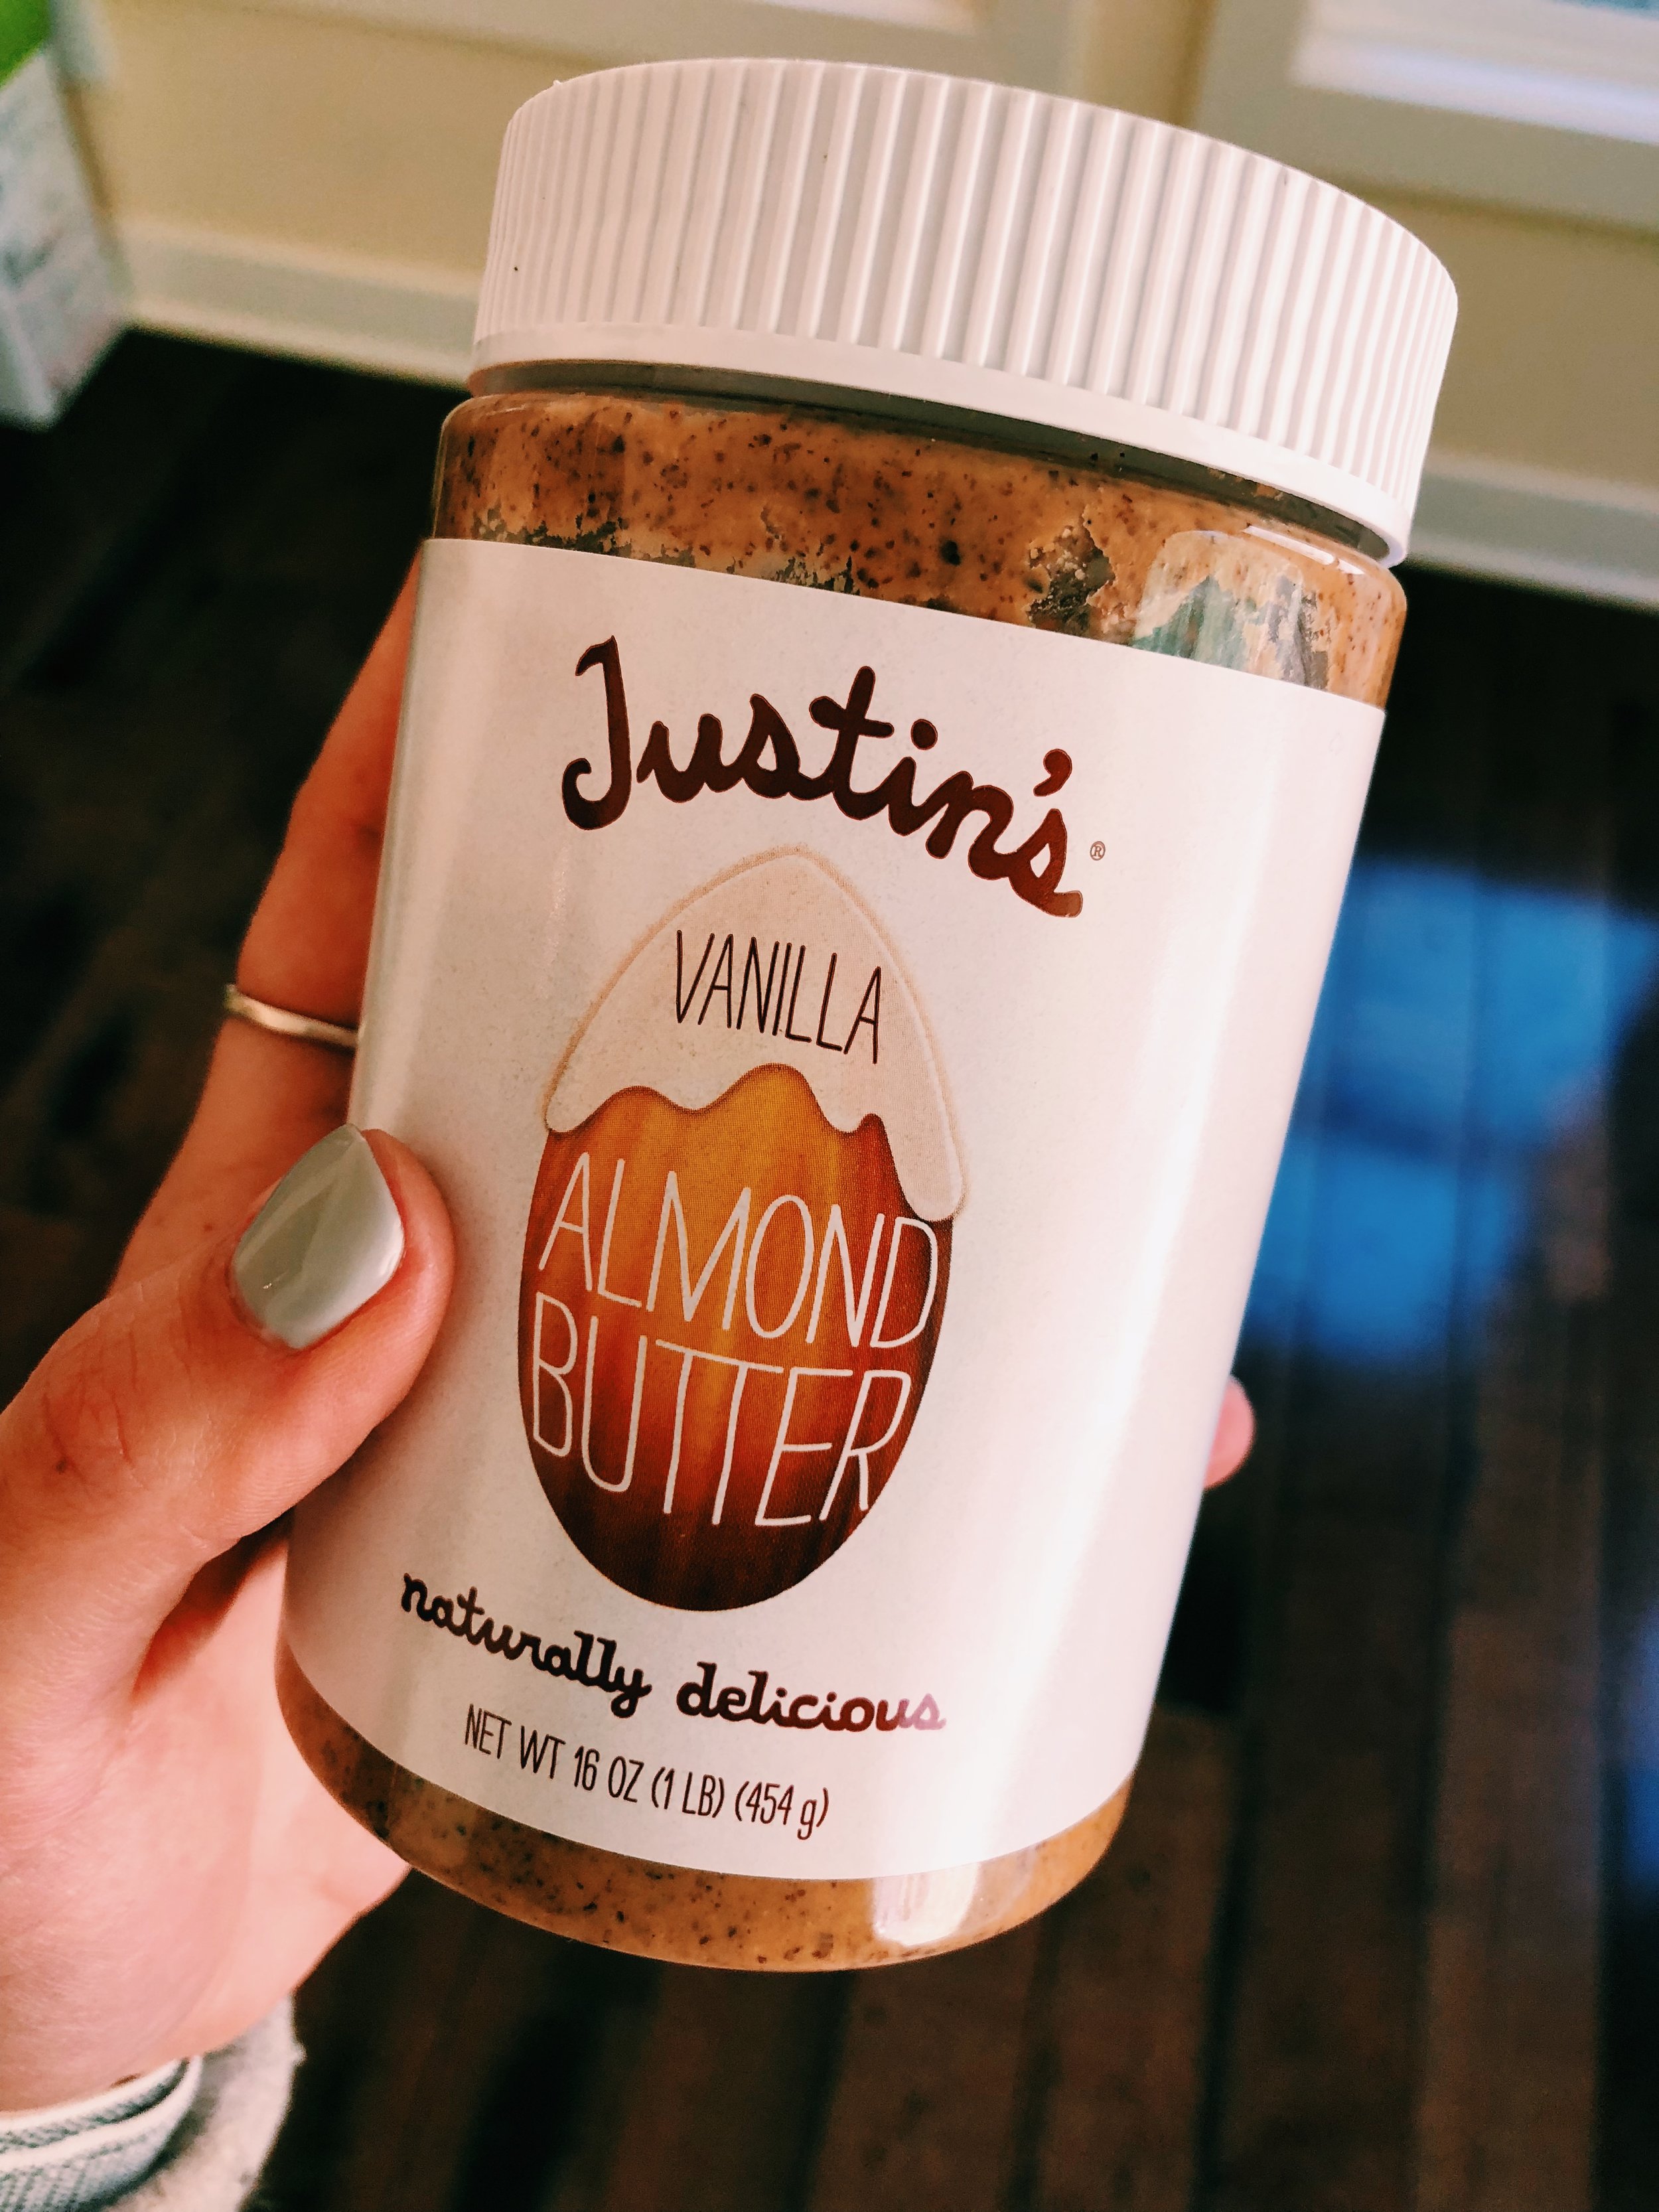 Justin's®
VANILLA
ALMOND
BUTTER
naturally delicious
NET WT 16 OZ (1 LB) (454 g)